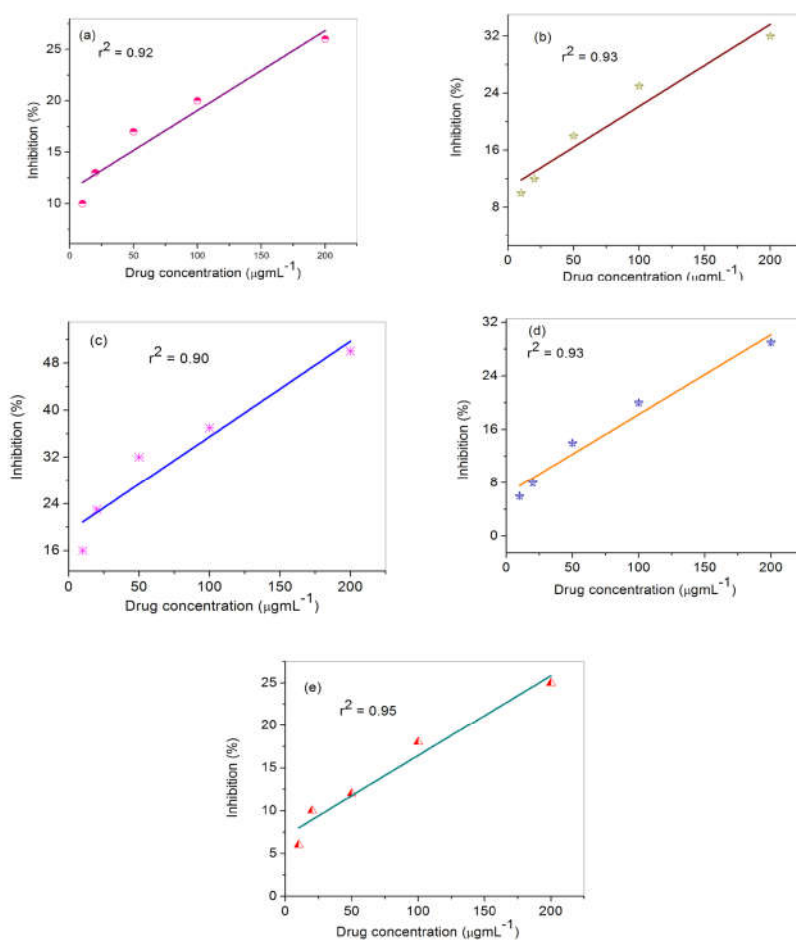 (a)
r2 = 0.92
Inhibition (%)
25
20
15
10
0
50
100
150
200
Drug concentration (μgmL-1)
(b)
r2 = 0.93
Inhibition (%)
32
24
16
8
0
50
100
150
200
Drug concentration (μgmL-1)
(c)
r2 = 0.90
Inhibition (%)
48
40
32
24
16
0
50
100
150
200
Drug concentration (μgmL-1)
(d)
r2 = 0.93
Inhibition (%)
32
24
16
8
0
0
50
100
150
200
Drug concentration (μgmL-1)
(e)
r2 = 0.95
Inhibition (%)
25
20
15
10
5
0
0
50
100
150
200
Drug concentration (μgmL-1)